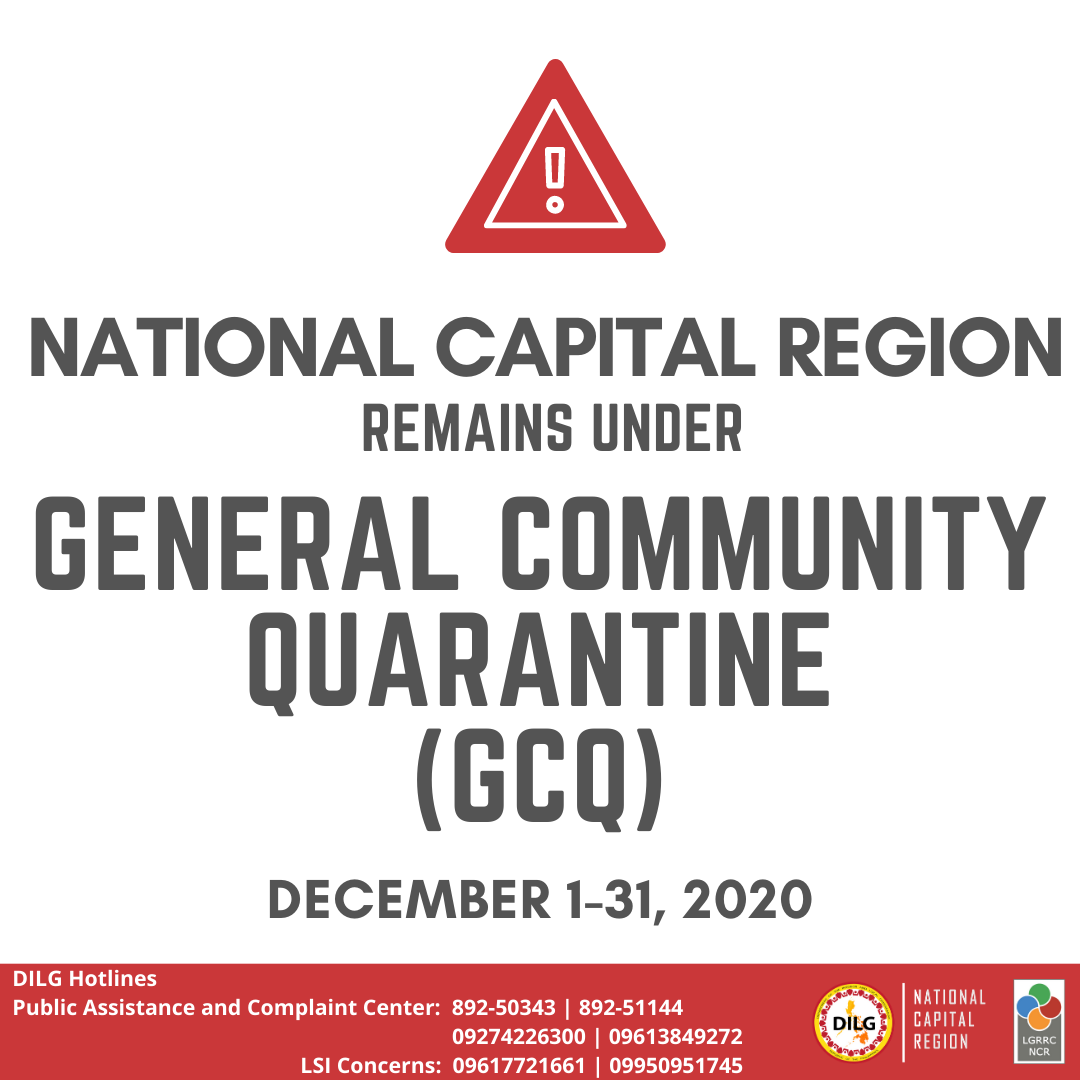 NATIONAL CAPITAL REGION
REMAINS UNDER
GENERAL COMMUNITY
QUARANTINE
(GCQ)
DECEMBER 1-31, 2020
DILG Hotlines
Public Assistance and Complaint Center: 892-50343 | 892-51144
09274226300 | 09613849272
LSI Concerns: 09617721661 | 09950951745
DILG
NATIONAL
CAPITAL
REGION
LGRRC
NCR